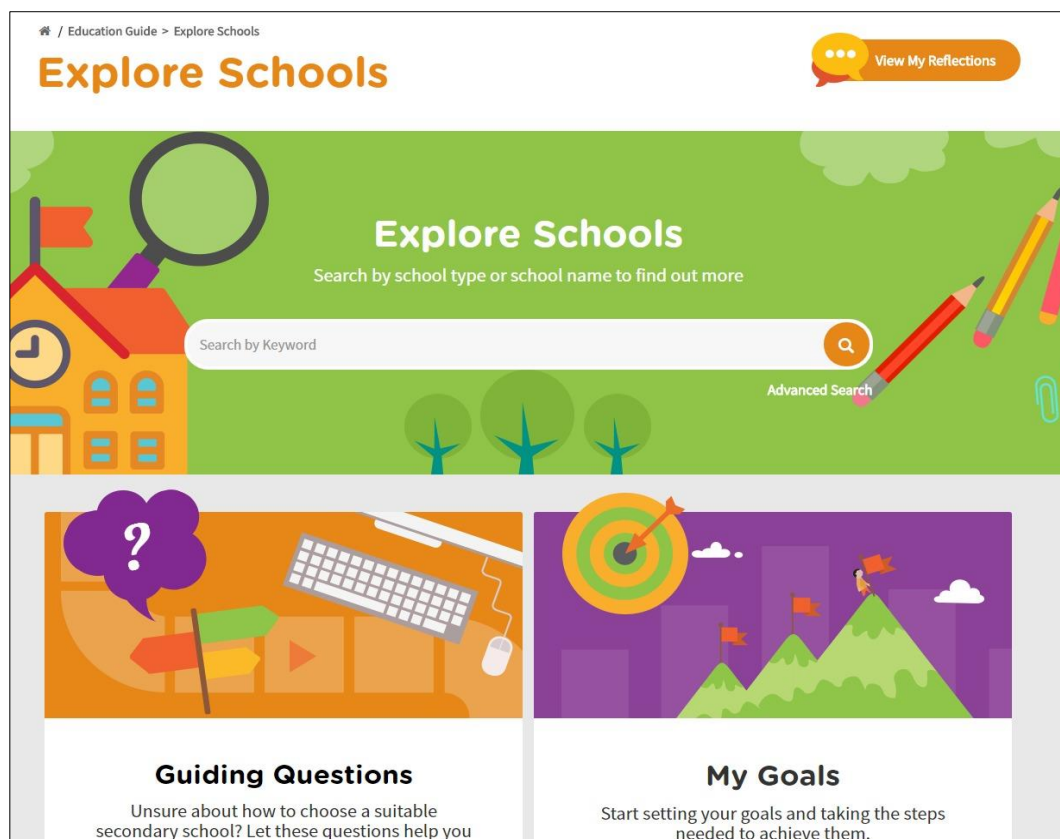 / Education Guide > Explore Schools
Explore Schools
View My Reflections
Explore Schools
Search by school type or school name to find out more
Search by Keyword
Advanced Search
?
Guiding Questions
Unsure about how to choose a suitable
secondary school? Let these questions help you
My Goals
Start setting your goals and taking the steps
needed to achieve them.